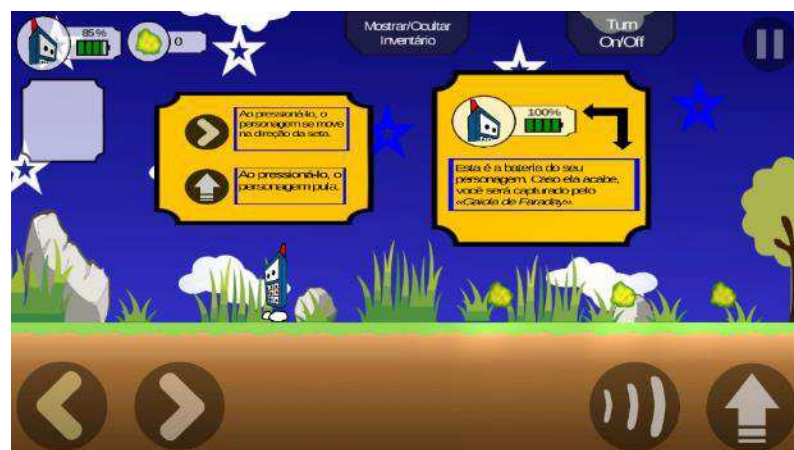 85%
0
Mostrar/Ocultar
Inventário
Turn
On/Off
Ao pressioná-lo, o
personagem se move
na direção da seta.
Ao pressioná-lo, o
personagem pula.
100%
Esta é a bateria do seu
personagem. Caso ela acabe,
você será capturado pelo
«Gaiola de Faraday»